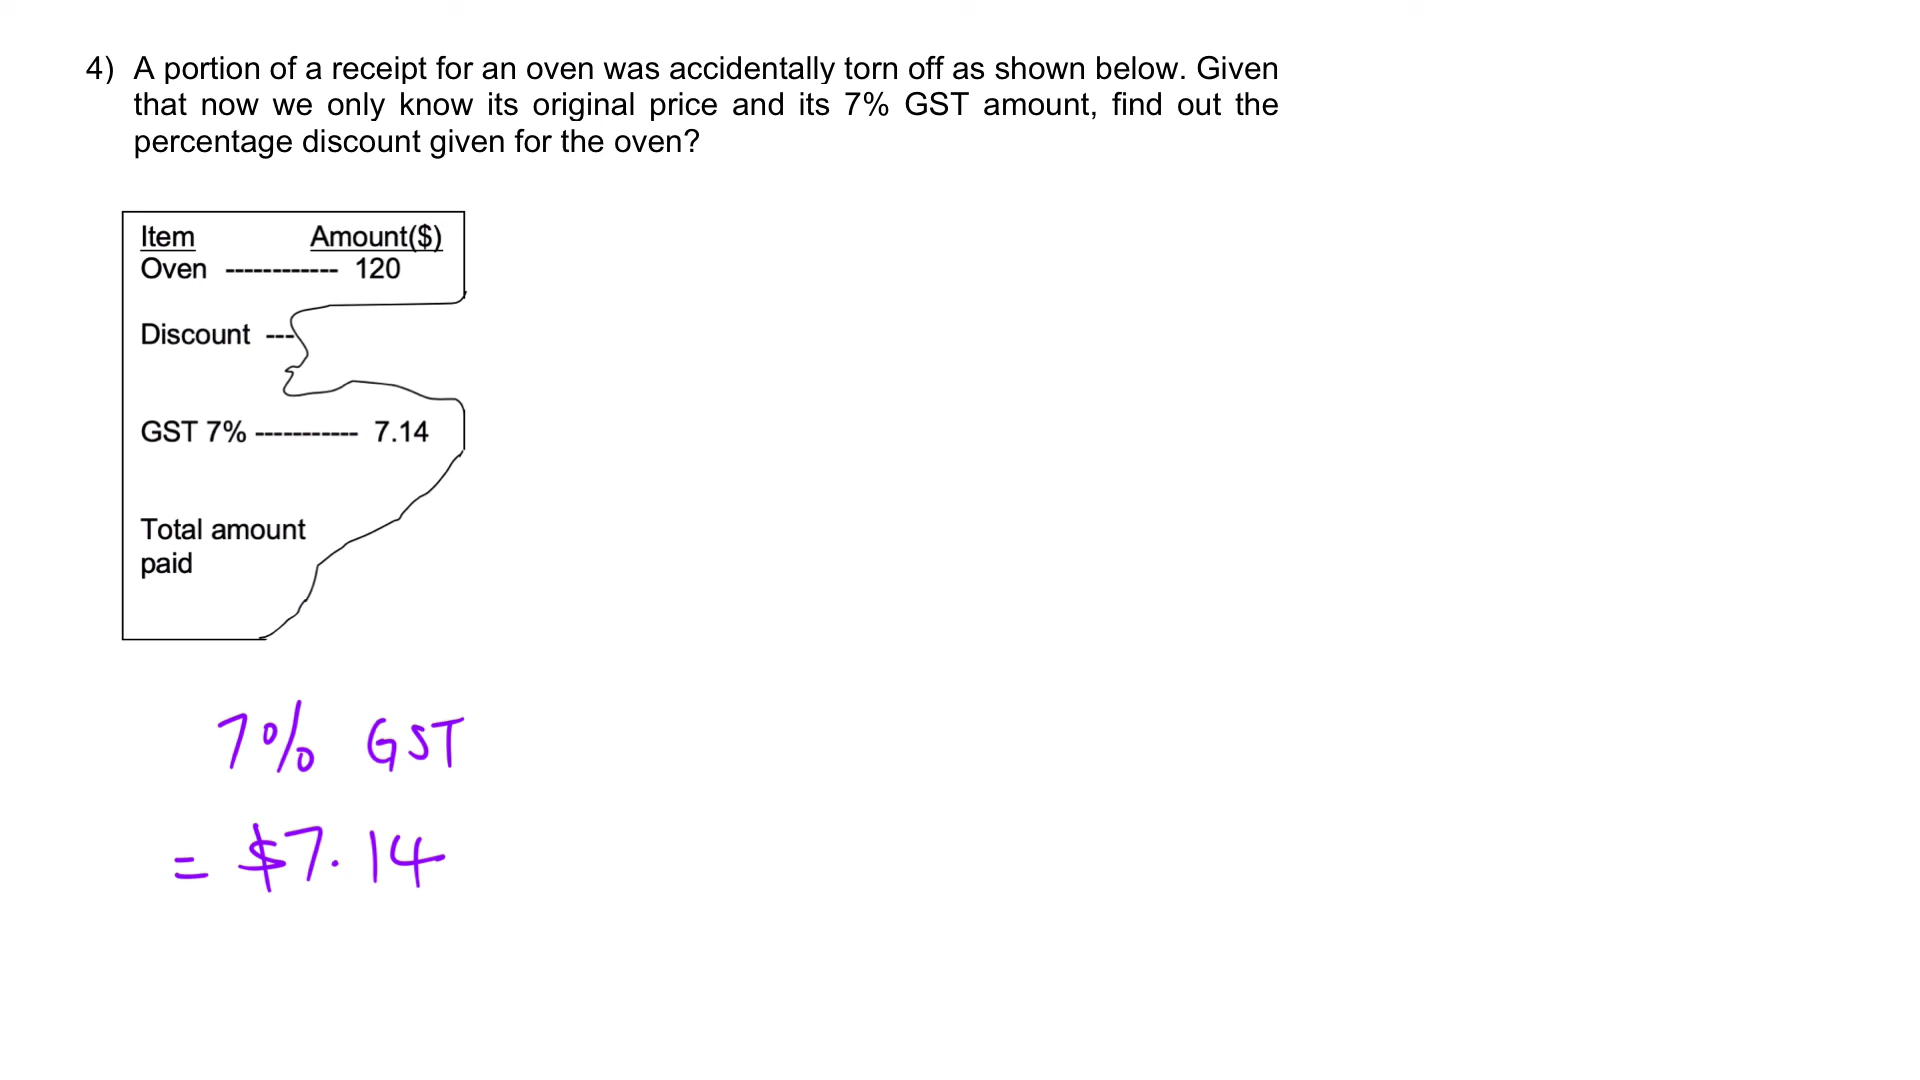 4) A portion of a receipt for an oven was accidentally torn off as shown below. Given
that now we only know its original price and its 7% GST amount, find out the
percentage discount given for the oven?
Item Amount($)
Oven ------------ 120
Discount ---
GST 7% ----------- 7.14
Total amount
paid
7% GST
= $7.14